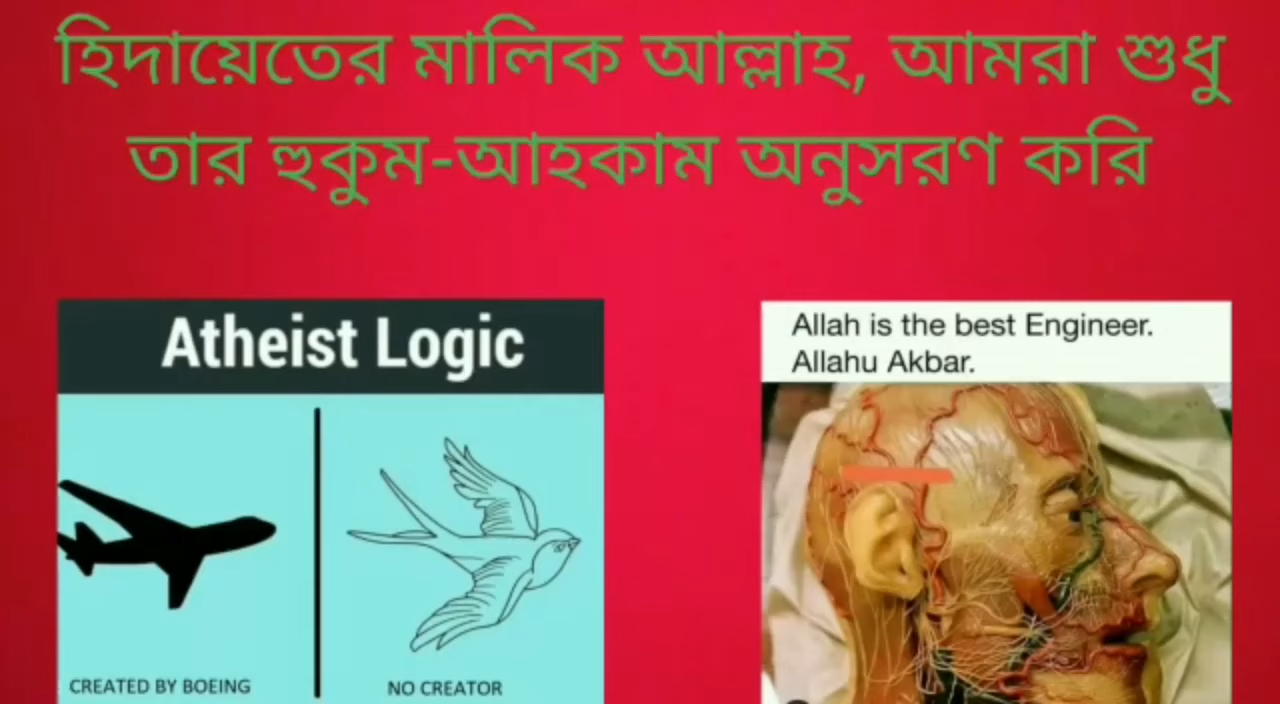 হিদায়েতের মালিক আল্লাহ, আমরা শুধু
তার হুকুম-আহকাম অনুসরণ করি
Atheist Logic
CREATED BY BOEING
NO CREATOR
Allah is the best Engineer.
Allahu Akbar.